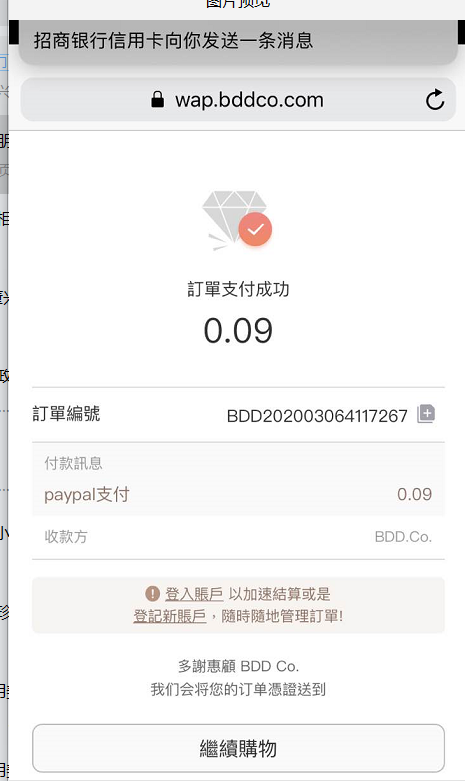 图片预览
招商银行信用卡向你发送一条消息
wap.bddco.com
訂單支付成功
0.09
訂單編號 BDD202003064117267
付款訊息
paypal支付 0.09
收款方 BDD.Co.
登入賬戶 以加速結算或是
登記新賬戶，隨時隨地管理訂單!
多謝惠顧 BDD Co.
我们会将您的订单憑證送到
繼續購物